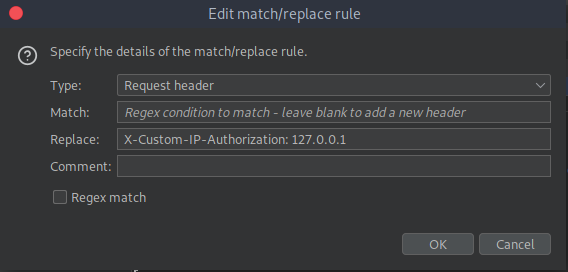 Edit match/replace rule
Specify the details of the match/replace rule.
Type: Request header
Match: Regex condition to match - leave blank to add a new header
Replace: X-Custom-IP-Authorization: 127.0.0.1
Comment:
Regex match
OK Cancel